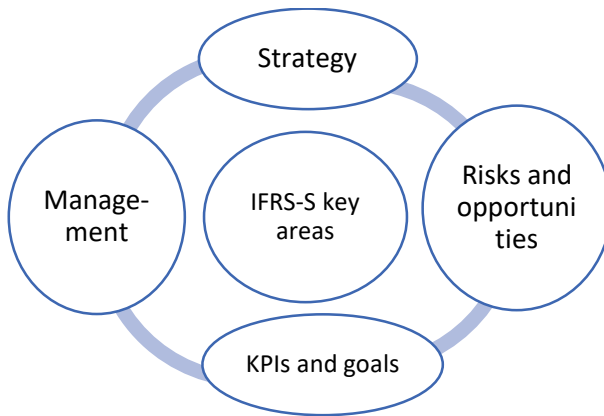 Strategy
Manage-
ment
IFRS-S key
areas
Risks and
opportuni
ties
KPIs and goals